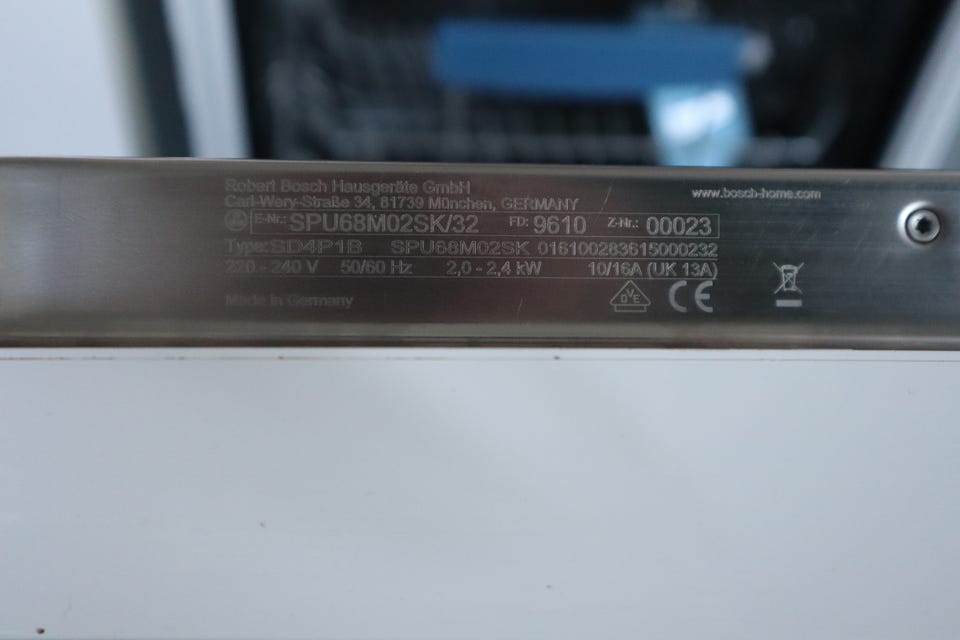 Robert Bosch Hausgeräte GmbH
Carl-Wery-Straße 34, 81739 München, GERMANY
www.bosch-home.com
E-Nr.: SPU68M02SK/32 FD: 9610 Z-Nr.: 00023
Type: SD4P1B SPU68M02SK 016100283615000232
220 - 240 V 50/60 Hz 2,0 - 2,4 kW 10/16A (UK 13A)
Made in Germany
DVE CE